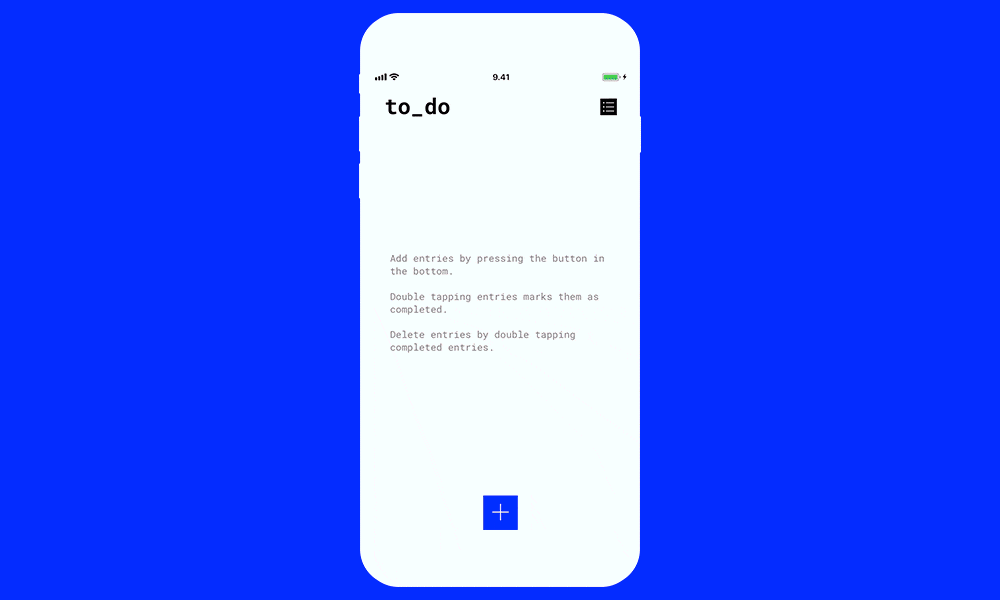 9.41
to_do
Add entries by pressing the button in
the bottom.
Double tapping entries marks them as
completed.
Delete entries by double tapping
completed entries.